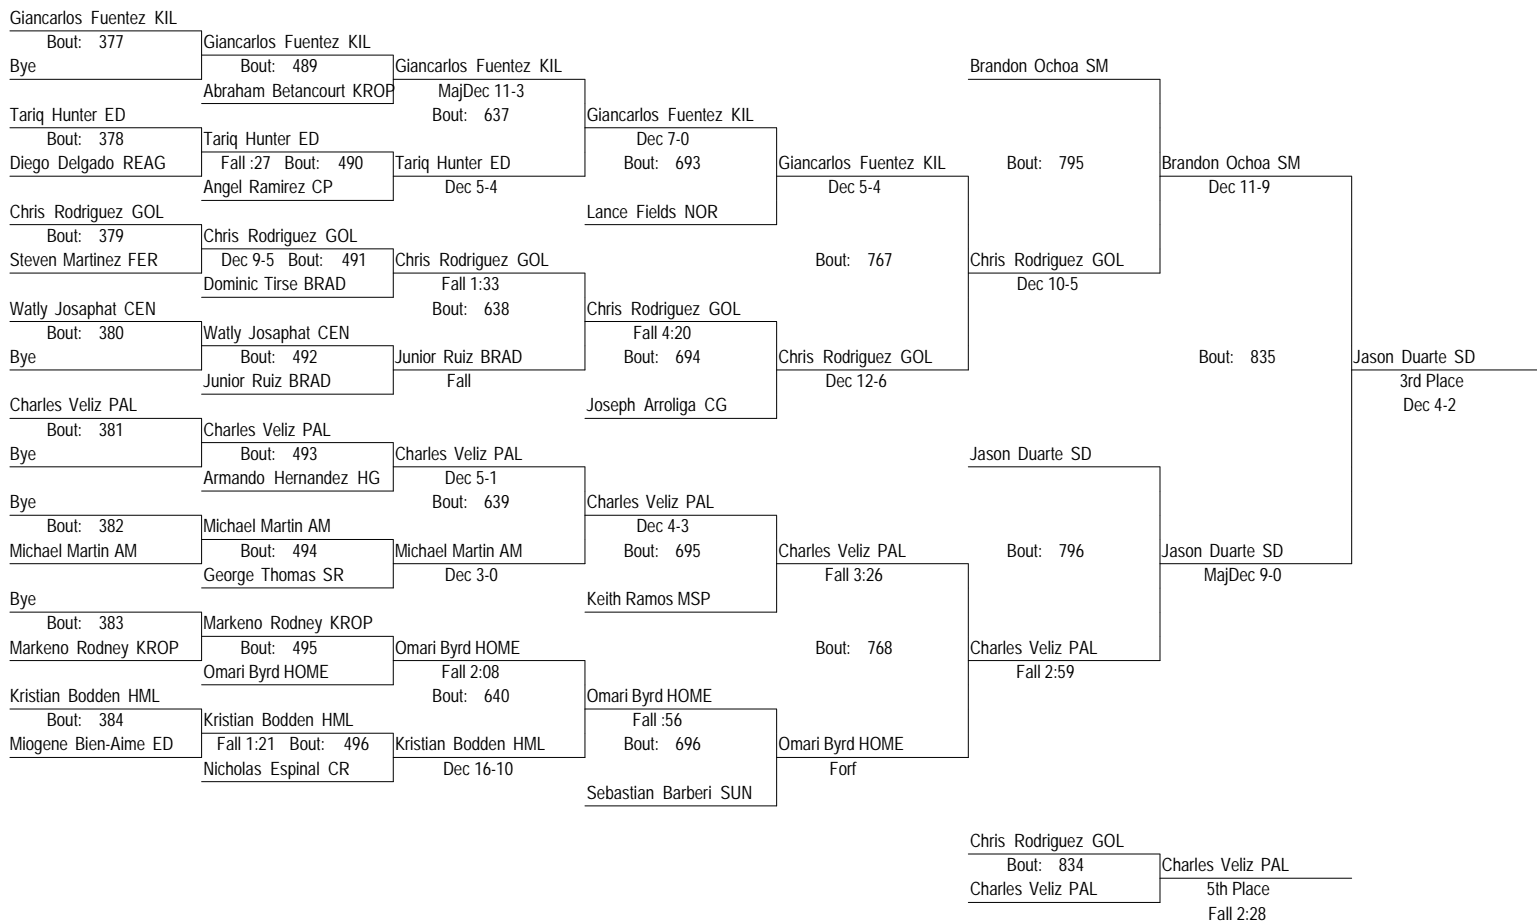 Giancarlos Fuentez KIL
Bout: 377
Bye
Giancarlos Fuentez KIL
Bout: 489
Abraham Betancourt KROP
Giancarlos Fuentez KIL
MajDec 11-3
Bout: 637
Tariq Hunter ED
Bout: 378
Diego Delgado REAG
Tariq Hunter ED
Fall :27 Bout: 490
Angel Ramirez CP
Tariq Hunter ED
Dec 5-4
Giancarlos Fuentez KIL
Dec 7-0
Bout: 693
Lance Fields NOR
Giancarlos Fuentez KIL
Dec 5-4
Chris Rodriguez GOL
Bout: 379
Steven Martinez FER
Chris Rodriguez GOL
Dec 9-5 Bout: 491
Dominic Tirse BRAD
Chris Rodriguez GOL
Fall 1:33
Bout: 638
Watly Josaphat CEN
Bout: 380
Bye
Watly Josaphat CEN
Bout: 492
Junior Ruiz BRAD
Junior Ruiz BRAD
Fall
Chris Rodriguez GOL
Fall 4:20
Bout: 694
Joseph Arroliga CG
Chris Rodriguez GOL
Dec 12-6
Bout: 767
Chris Rodriguez GOL
Dec 10-5
Brandon Ochoa SM
Bout: 795
Brandon Ochoa SM
Dec 11-9
Charles Veliz PAL
Bout: 381
Bye
Charles Veliz PAL
Bout: 493
Armando Hernandez HG
Charles Veliz PAL
Dec 5-1
Bout: 639
Bye
Bout: 382
Michael Martin AM
Michael Martin AM
Bout: 494
George Thomas SR
Michael Martin AM
Dec 3-0
Charles Veliz PAL
Dec 4-3
Bout: 695
Keith Ramos MSP
Charles Veliz PAL
Fall 3:26
Bye
Bout: 383
Markeno Rodney KROP
Markeno Rodney KROP
Bout: 495
Omari Byrd HOME
Omari Byrd HOME
Fall 2:08
Bout: 640
Kristian Bodden HML
Bout: 384
Miogene Bien-Aime ED
Kristian Bodden HML
Fall 1:21 Bout: 496
Nicholas Espinal CR
Kristian Bodden HML
Dec 16-10
Omari Byrd HOME
Fall :56
Bout: 696
Sebastian Barberi SUN
Omari Byrd HOME
Forf
Bout: 768
Charles Veliz PAL
Fall 2:59
Jason Duarte SD
Bout: 796
Jason Duarte SD
MajDec 9-0
Bout: 835
Jason Duarte SD
3rd Place
Dec 4-2
Chris Rodriguez GOL
Bout: 834
Charles Veliz PAL
Charles Veliz PAL
5th Place
Fall 2:28